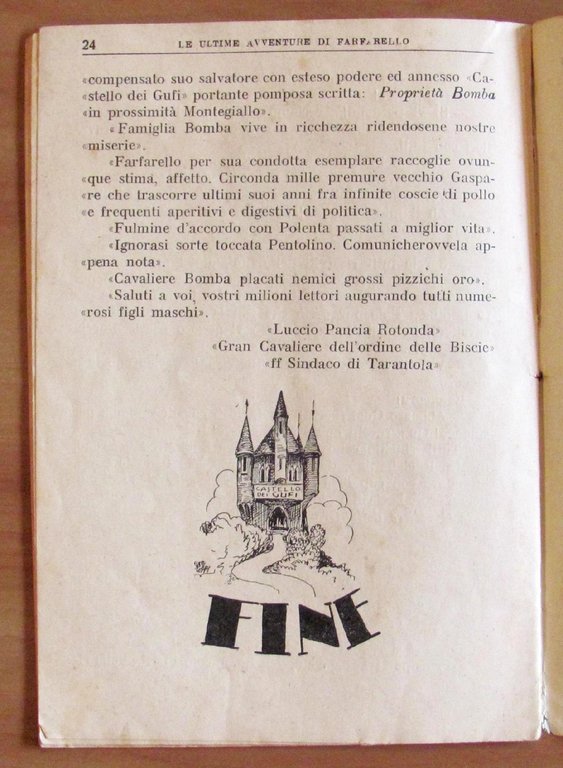 24 LE ULTIME AVVENTURE DI FARFARELLO
«compensato suo salvatore con esteso podere ed annesso «Ca-
«stello dei Gufi» portante pomposa scritta: Proprietà Bomba
«in prossimità Montegiallo».
«Famiglia Bomba vive in ricchezza ridendosene nostre
«miserie».
«Farfarello per sua condotta esemplare raccoglie ovun-
«que stima, affetto. Circonda mille premure vecchio Gaspa-
«re che trascorre ultimi suoi anni fra infinite coscie di pollo
«e frequenti aperitivi e digestivi di politica».
«Fulmine d'accordo con Polenta passati a miglior vita».
«Ignorasi sorte toccata Pentolino. Comunicherovvela ap-
«pena nota».
«Cavaliere Bomba placati nemici grossi pizzichi oro».
«Saluti a voi, vostri milioni lettori augurando tutti nume-
«rosi figli maschi».
«Luccio Pancia Rotonda»
«Gran Cavaliere dell'ordine delle Biscie»
«ff Sindaco di Tarantola»
CASTELLO
DEI GUFI
FINE